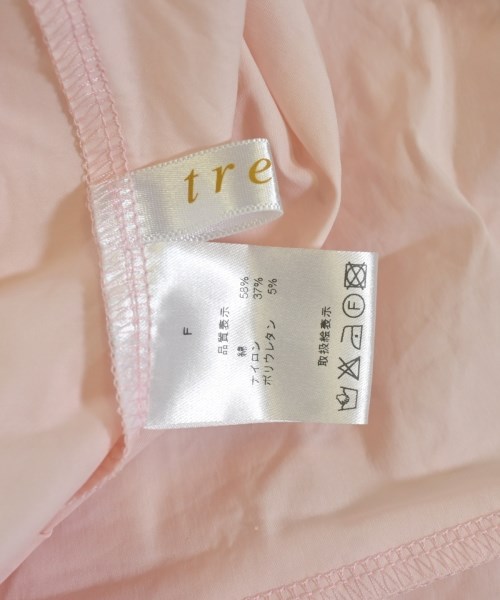 tre
F
品質表示
綿 58%
ナイロン 37%
ポリウレタン 5%
取扱絵表示
F